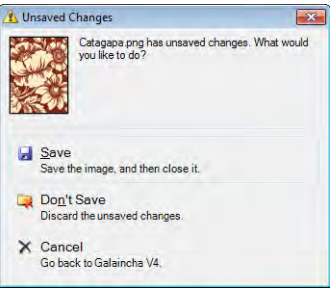 Unsaved Changes
Catagapa.png has unsaved changes. What would
you like to do?
Save
Save the image, and then close it.
Don't Save
Discard the unsaved changes.
Cancel
Go back to Galaincha V4.